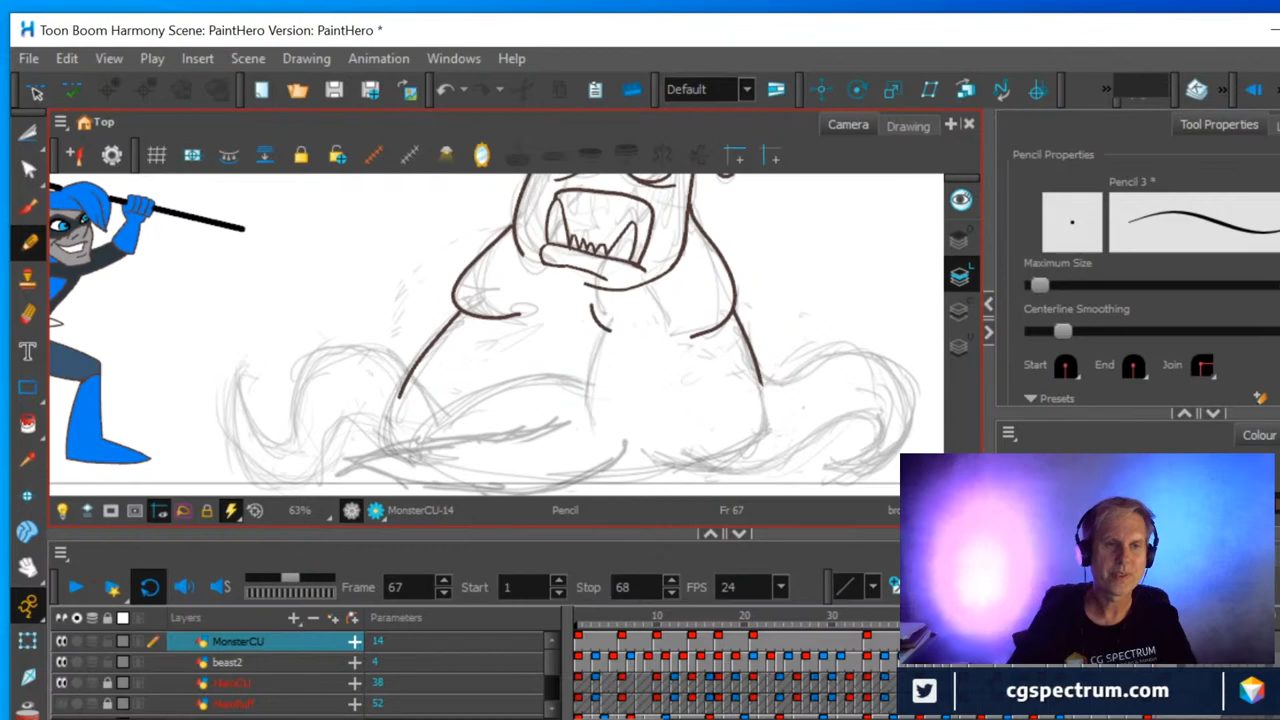 Toon Boom Harmony Scene: PaintHero Version: PaintHero *
File Edit View Play Insert Scene Drawing Animation Windows Help
Default
Top Camera Drawing
Tool Properties
Pencil Properties
Pencil 3 *
Maximum Size
Centerline Smoothing
Start End Join
Presets
Colour
63% MonsterCU-14 Pencil Fr 67
Frame 67 Start 1 Stop 68 FPS 24
Layers Parameters 10 20 30
MonsterCU 14
beast2 4
38
52
CG SPECTRUM
cgspectrum.com